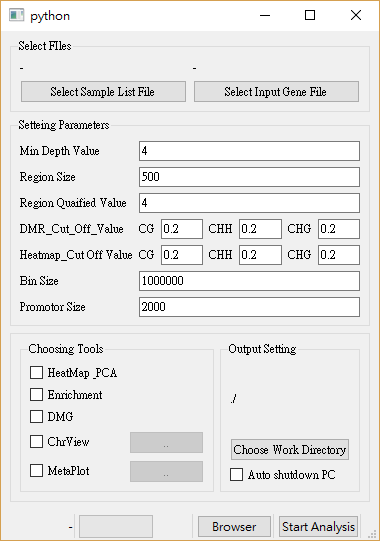 python
Select FIles
- -
Select Sample List File Select Input Gene File
Setteing Parameters
Min Depth Value 4
Region Size 500
Region Quaified Value 4
DMR_Cut_Off_Value CG 0.2 CHH 0.2 CHG 0.2
Heatmap_Cut Off Value CG 0.2 CHH 0.2 CHG 0.2
Bin Size 1000000
Promotor Size 2000
Choosing Tools
HeatMap_PCA
Enrichment
DMG
ChrView ..
MetaPlot ..
Output Setting
./
Choose Work Directory
Auto shutdown PC
- Browser Start Analysis